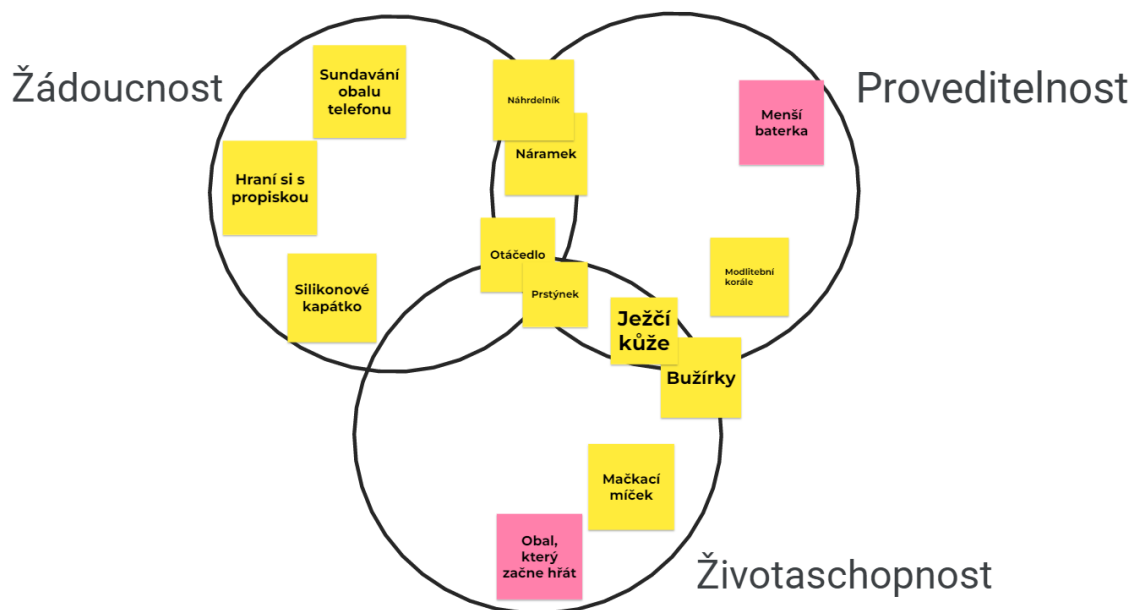 Žádoucnost
Proveditelnost
Sundavání
obalu
telefonu
Náhrdelník
Menší
baterka
Náramek
Hraní si s
propiskou
Otáčedlo
Modlitební
korále
Silikonové
kapátko
Prstýnek
Ježčí
kůže
Bužírky
Mačkací
míček
Obal,
který
začne hřát
Životaschopnost